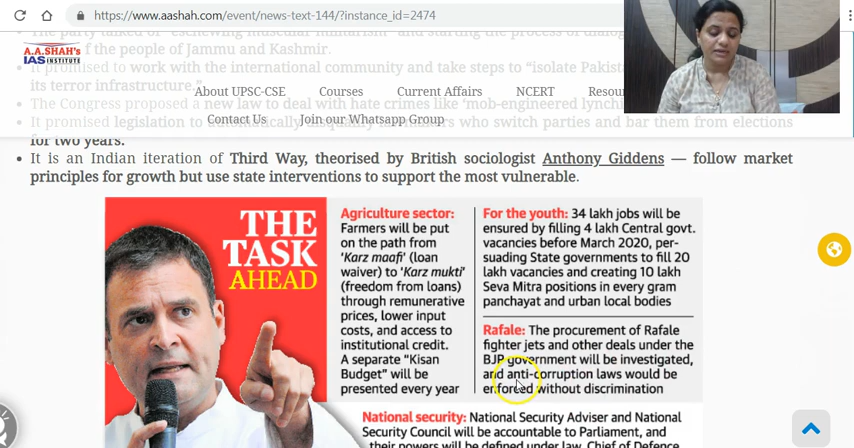 https://www.aashah.com/event/news-text-144/?instance_id=2474
of the people of Jammu and Kashmir.
A.A.SHAH's
IAS INSTITUTE
It promised to work with the international community and take steps to "isolate
its terror infrastructure."
About UPSC-CSE Courses Current Affairs NCERT
The Congress proposed a new law to deal with hate crimes like 'mob-engineered
Contact Us Join our Whatsapp Group
It promised legislation to automatically who switch parties and bar them from elections
for two years.
• It is an Indian iteration of Third Way, theorised by British sociologist Anthony Giddens — follow market
principles for growth but use state interventions to support the most vulnerable.
THE
TASK
AHEAD
Agriculture sector:
Farmers will be put
on the path from
'Karz maafi' (loan
waiver) to 'Karz mukti'
(freedom from loans)
through remunerative
prices, lower input
costs, and access to
institutional credit.
A separate "Kisan
Budget" will be
presented every year
For the youth: 34 lakh jobs will be
ensured by filling 4 lakh Central govt.
vacancies before March 2020, per-
suading State governments to fill 20
lakh vacancies and creating 10 lakh
Seva Mitra positions in every gram
panchayat and urban local bodies
Rafale: The procurement of Rafale
fighter jets and other deals under the
BJP government will be investigated,
and anti-corruption laws would be
enforced without discrimination
National security: National Security Adviser and National
Security Council will be accountable to Parliament, and
their powers will be defined under law. Chief of Defence